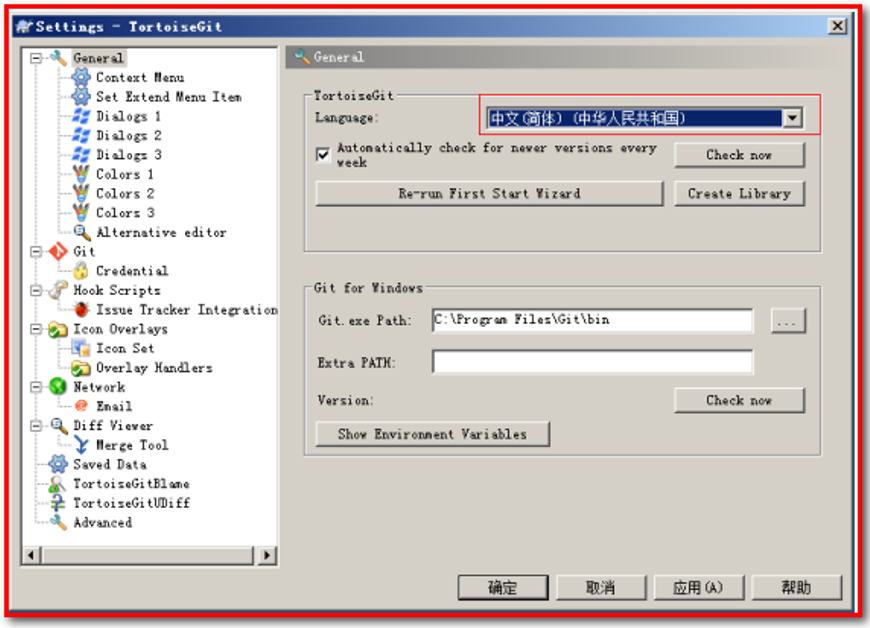 Settings - TortoiseGit
General
Context Menu
Set Extend Menu Item
Dialogs 1
Dialogs 2
Dialogs 3
Colors 1
Colors 2
Colors 3
Alternative editor
Git
Credential
Hook Scripts
Issue Tracker Integration
Icon Overlays
Icon Set
Overlay Handlers
Network
Email
Diff Viewer
Merge Tool
Saved Data
TortoiseGitBlame
TortoiseGitUDiff
Advanced
General
TortoiseGit
Language:
中文(简体) (中华人民共和国)
Automatically check for newer versions every
week
Check now
Re-run First Start Wizard
Create Library
Git for Windows
Git.exe Path:
C:\Program Files\Git\bin
...
Extra PATH:
Version:
Check now
Show Environment Variables
确定
取消
应用(A)
帮助